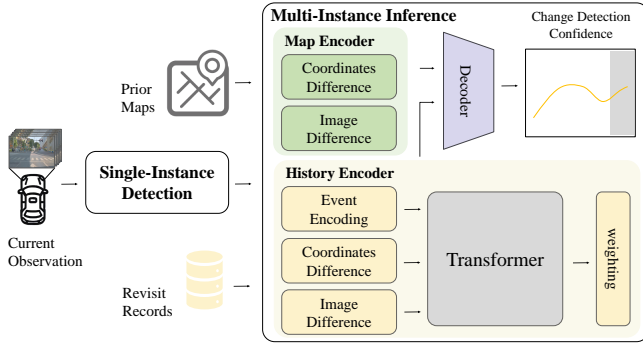 Multi-Instance Inference
Change Detection
Confidence
Map Encoder
Coordinates
Difference
Image
Difference
Decoder
Prior
Maps
Single-Instance
Detection
Current
Observation
Revisit
Records
History Encoder
Event
Encoding
Coordinates
Difference
Image
Difference
Transformer
weighting